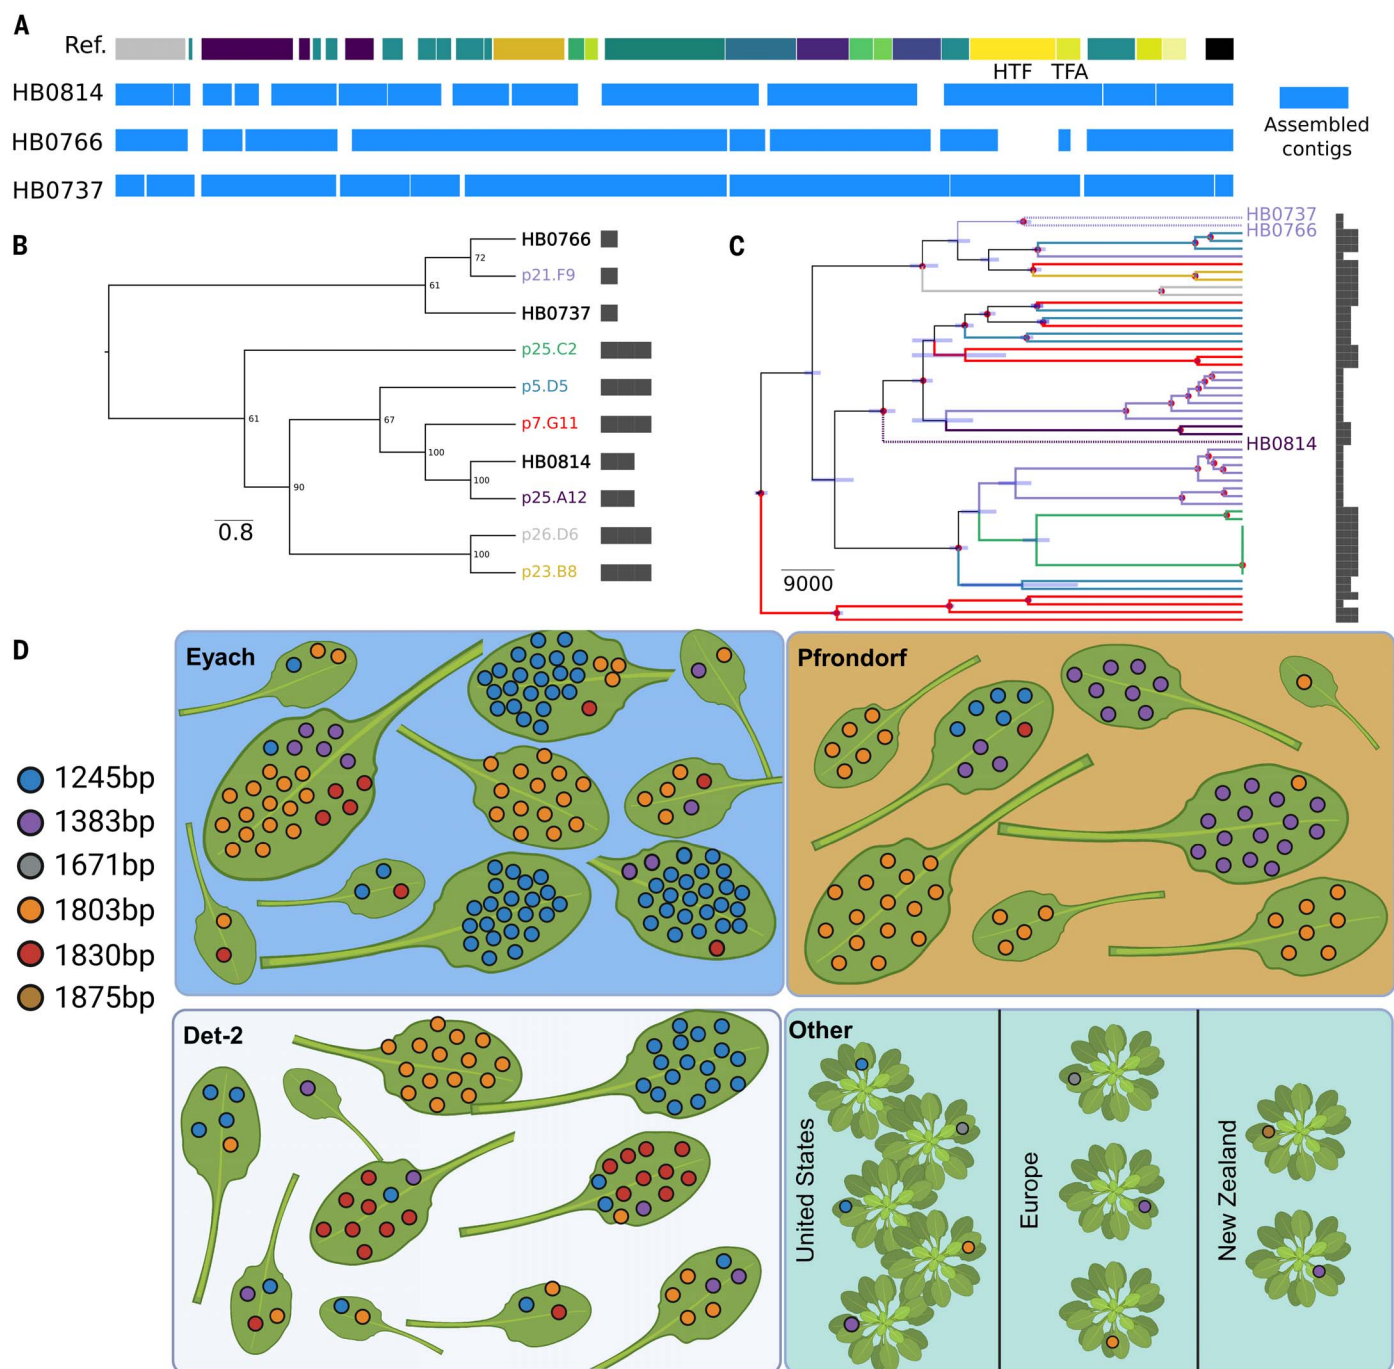 A
Ref.
HTF TFA
HB0814
HB0766
HB0737
Assembled
contigs
B
HB0766
72
p21.F9
61
HB0737
p25.C2
p5.D5
61
67
p7.G11
100
HB0814
100
p25.A12
90
p26.D6
0.8
100
p23.B8
C
HB0737
HB0766
HB0814
9000
D
1245bp
1383bp
1671bp
1803bp
1830bp
1875bp
Eyach
Pfrondorf
Det-2
Other
United States
Europe
New Zealand